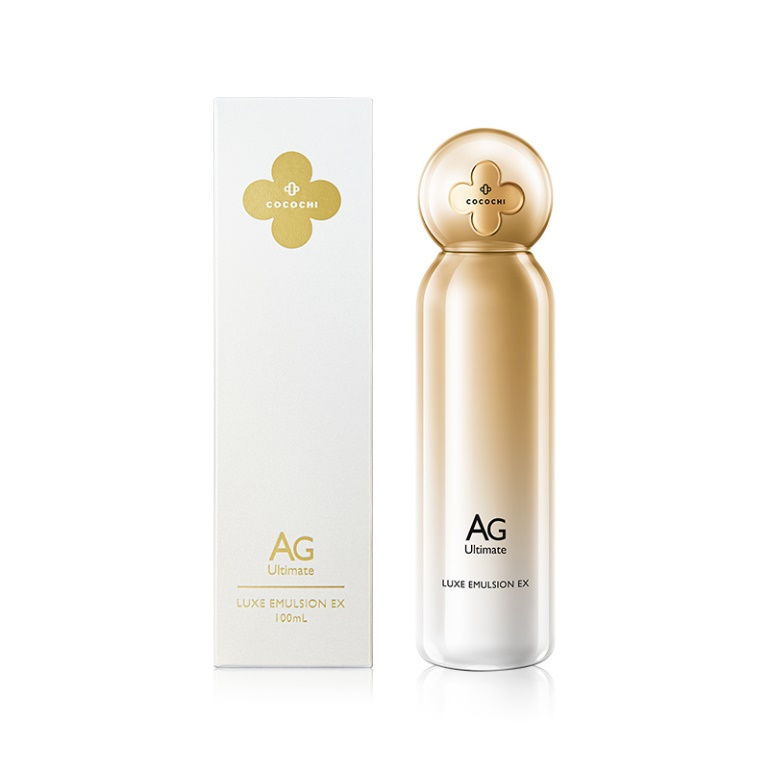 COCOCHI
AG
Ultimate
LUXE EMULSION EX
100mL
COCOCHI
AG
Ultimate
LUXE EMULSION EX